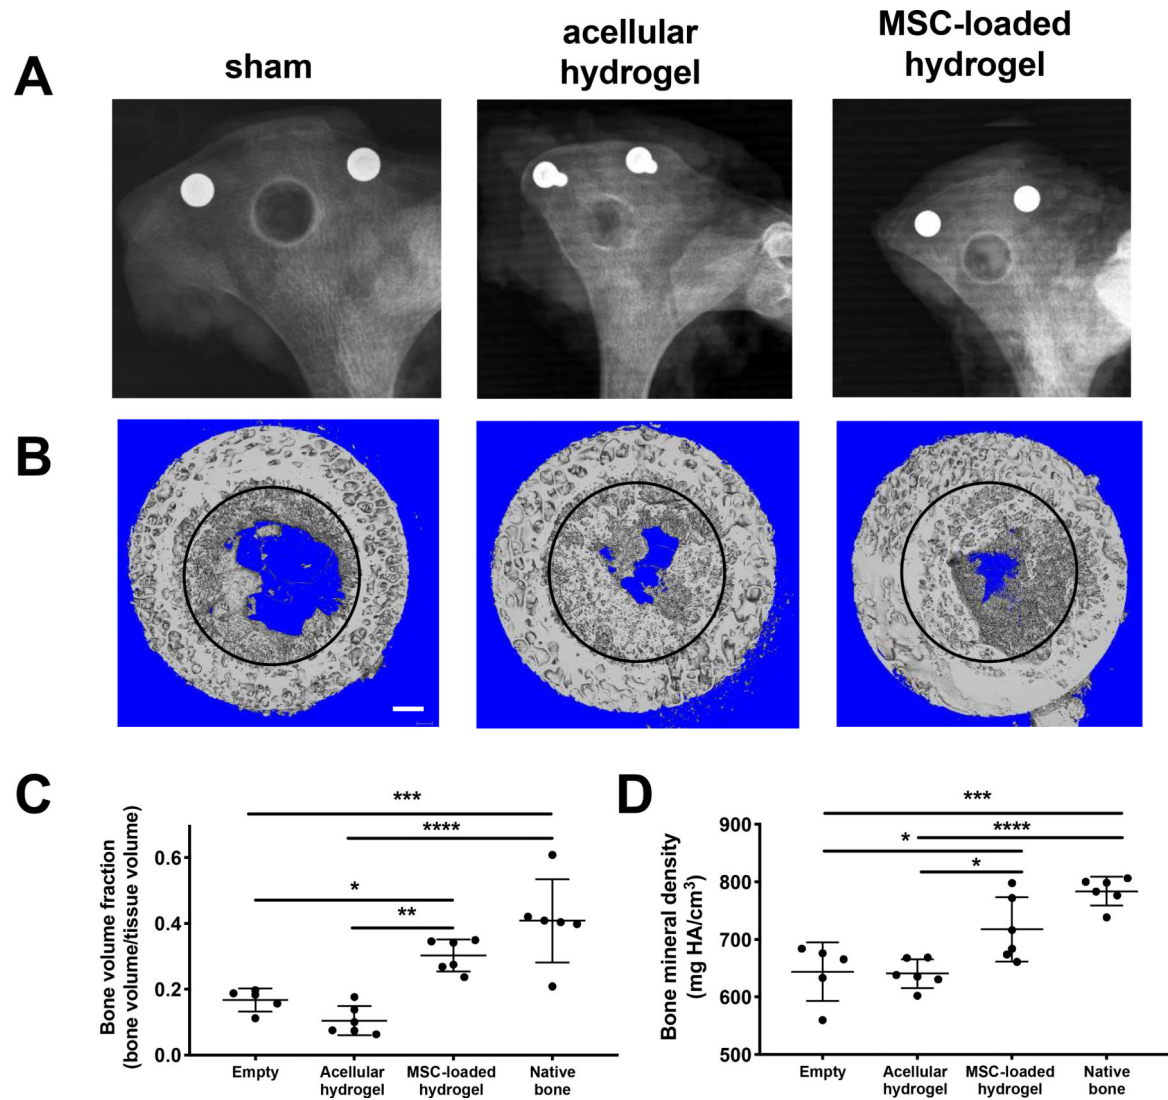 A
sham
acellular
hydrogel
MSC-loaded
hydrogel
B
C
Bone volume fraction
(bone volume/tissue volume)
0.6
0.4
0.2
0.0
***
****
*
**
Empty
Acellular
hydrogel
MSC-loaded
hydrogel
Native
bone
D
Bone mineral density
(mg HA/cm³)
900
800
700
600
500
***
****
*
*
Empty
Acellular
hydrogel
MSC-loaded
hydrogel
Native
bone